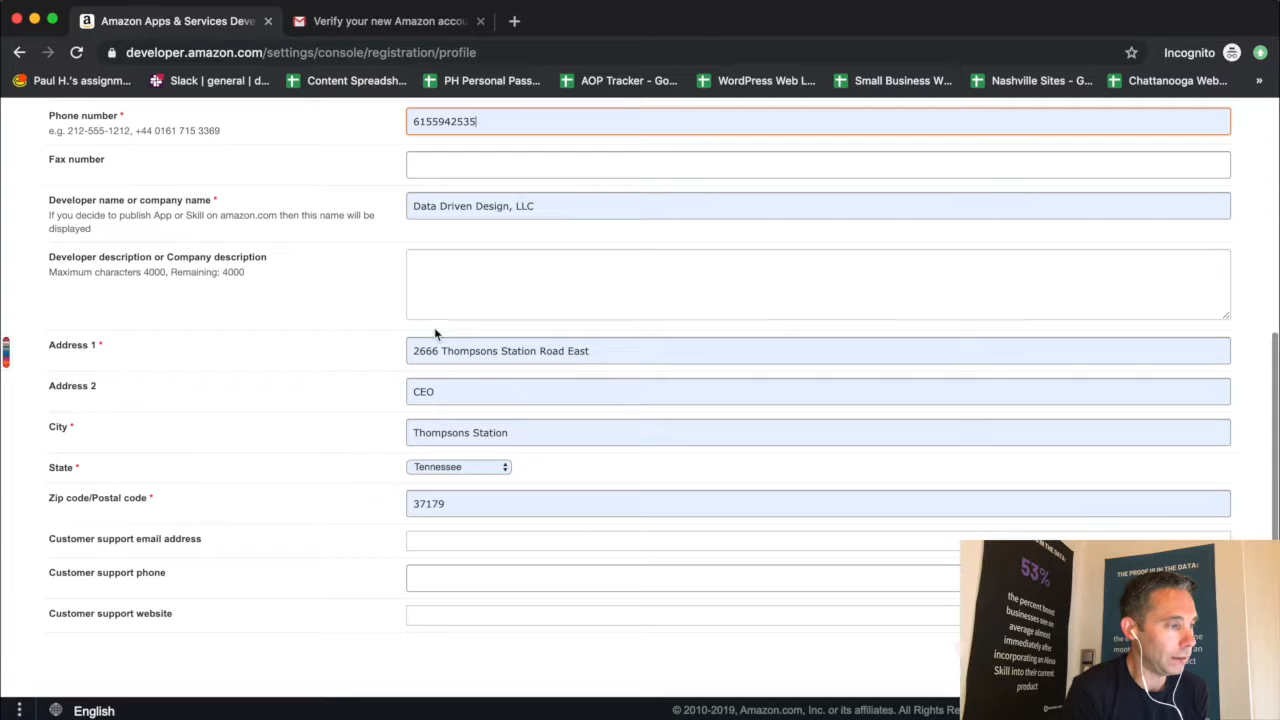 Amazon Apps & Services Deve
Verify your new Amazon accou
developer.amazon.com/settings/console/registration/profile
Incognito
Paul H.'s assignm...
Slack | general | d...
Content Spreadsh...
PH Personal Pass...
AOP Tracker - Go...
WordPress Web L...
Small Business W...
Nashville Sites - G...
Chattanooga Web...
»
Phone number *
e.g. 212-555-1212, +44 0161 715 3369
6155942535
Fax number
Developer name or company name *
If you decide to publish App or Skill on amazon.com then this name will be
displayed
Data Driven Design, LLC
Developer description or Company description
Maximum characters 4000, Remaining: 4000
Address 1 *
2666 Thompsons Station Road East
Address 2
CEO
City *
Thompsons Station
State *
Tennessee
Zip code/Postal code *
37179
Customer support email address
Customer support phone
Customer support website
English
© 2010-2019, Amazon.com, Inc. or its affiliates. All Righ
IN THE DATA:
53%
the percent boost
businesses see on
average almost
immediately after
incorporating an Alexa
Skill into their current
product
THE PROOF IS IN THE DATA: